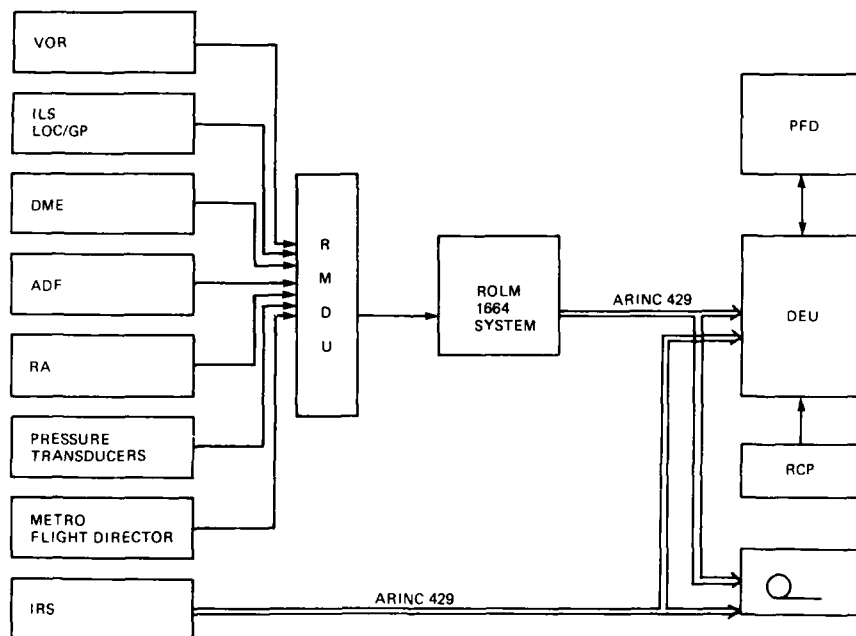 VOR
ILS
LOC/GP
DME
ADF
RA
PRESSURE
TRANSDUCERS
METRO
FLIGHT DIRECTOR
IRS
R
M
D
U
ROLM
1664
SYSTEM
ARINC 429
ARINC 429
PFD
DEU
RCP